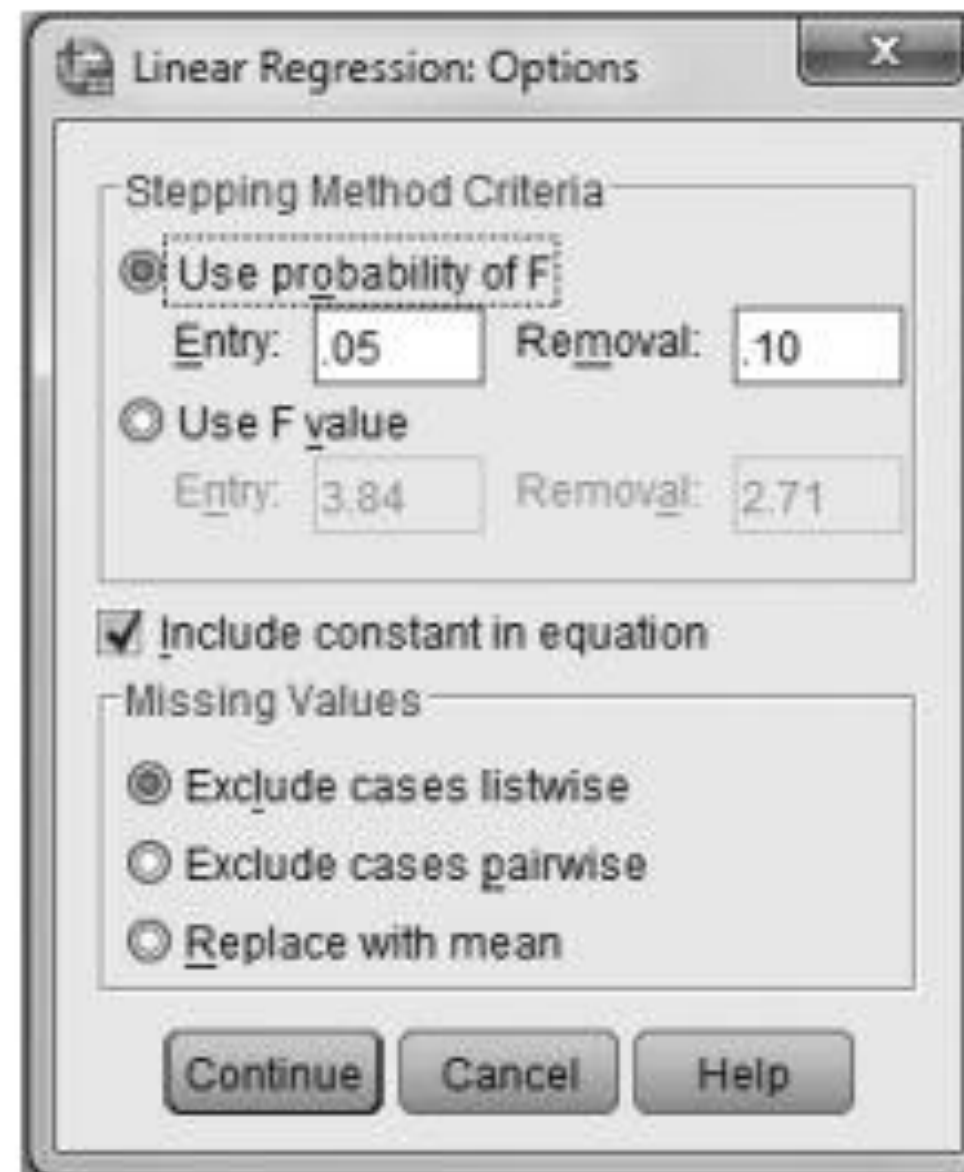 Linear Regression: Options
Stepping Method Criteria
Use probability of F
Entry: .05 Removal: .10
Use F value
Entry: 3.84 Removal: 2.71
Include constant in equation
Missing Values
Exclude cases listwise
Exclude cases pairwise
Replace with mean
Continue Cancel Help